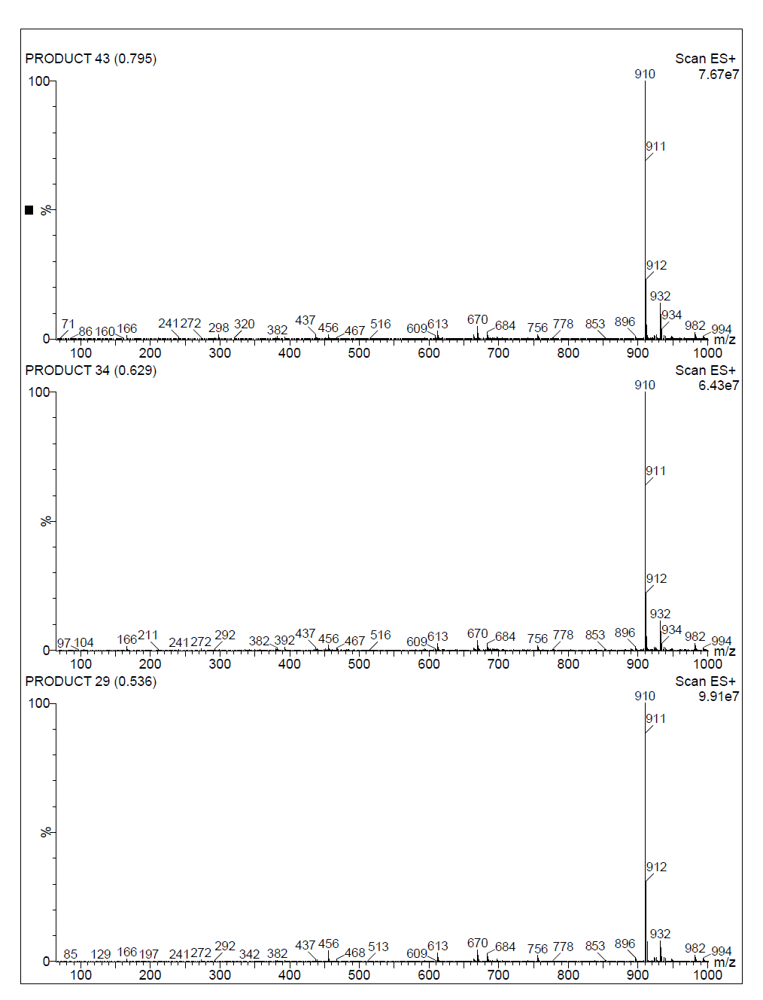 PRODUCT 43 (0.795) Scan ES+
7.67e7
100 910
911
%
912
932
934
71 86 160 166 241 272 298 320 382 437 456 467 516 609 613 670 684 756 778 853 896 982 994
0 m/z
100 200 300 400 500 600 700 800 900 1000
PRODUCT 34 (0.629) Scan ES+
6.43e7
100 910
911
%
912
932
934
97 104 166 211 241 272 292 382 392 437 456 467 516 609 613 670 684 756 778 853 896 982 994
0 m/z
100 200 300 400 500 600 700 800 900 1000
PRODUCT 29 (0.536) Scan ES+
9.91e7
100 910
911
%
912
932
85 129 166 197 241 272 292 342 382 437 456 468 513 609 613 670 684 756 778 853 896 982 994
0 m/z
100 200 300 400 500 600 700 800 900 1000